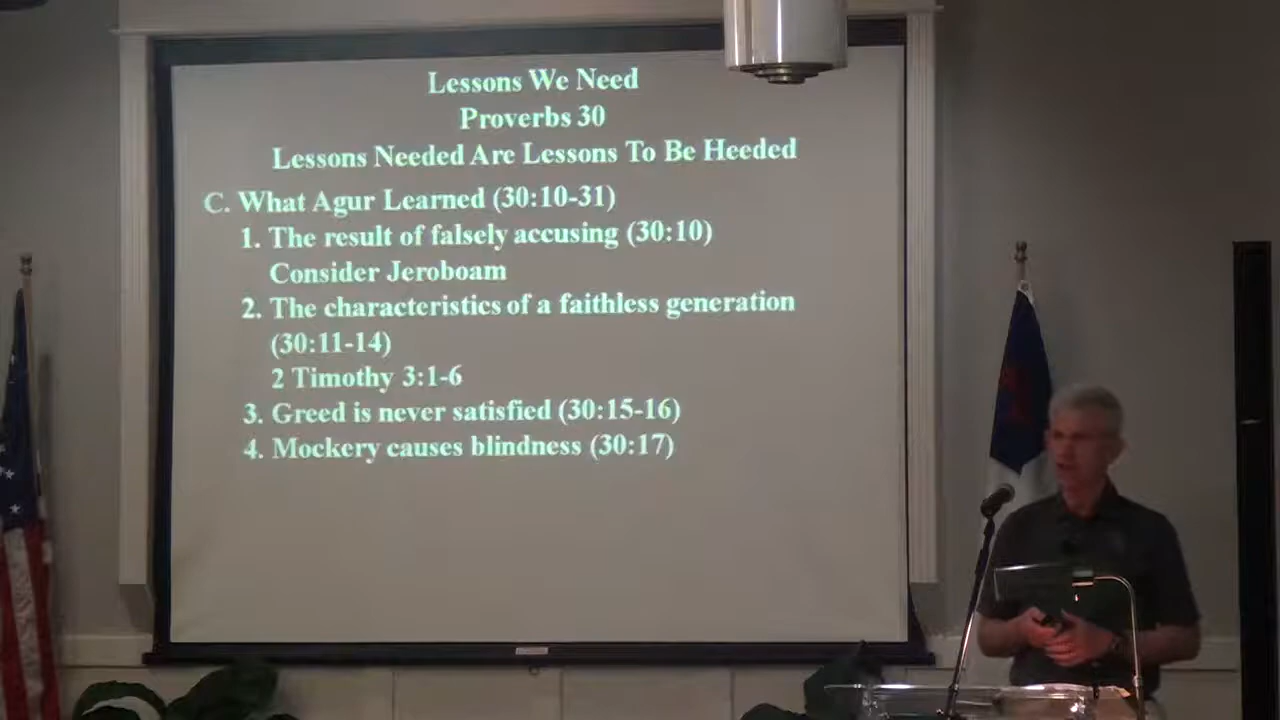 Lessons We Need
Proverbs 30
Lessons Needed Are Lessons To Be Heeded
C. What Agur Learned (30:10-31)
1. The result of falsely accusing (30:10)
Consider Jeroboam
2. The characteristics of a faithless generation
(30:11-14)
2 Timothy 3:1-6
3. Greed is never satisfied (30:15-16)
4. Mockery causes blindness (30:17)